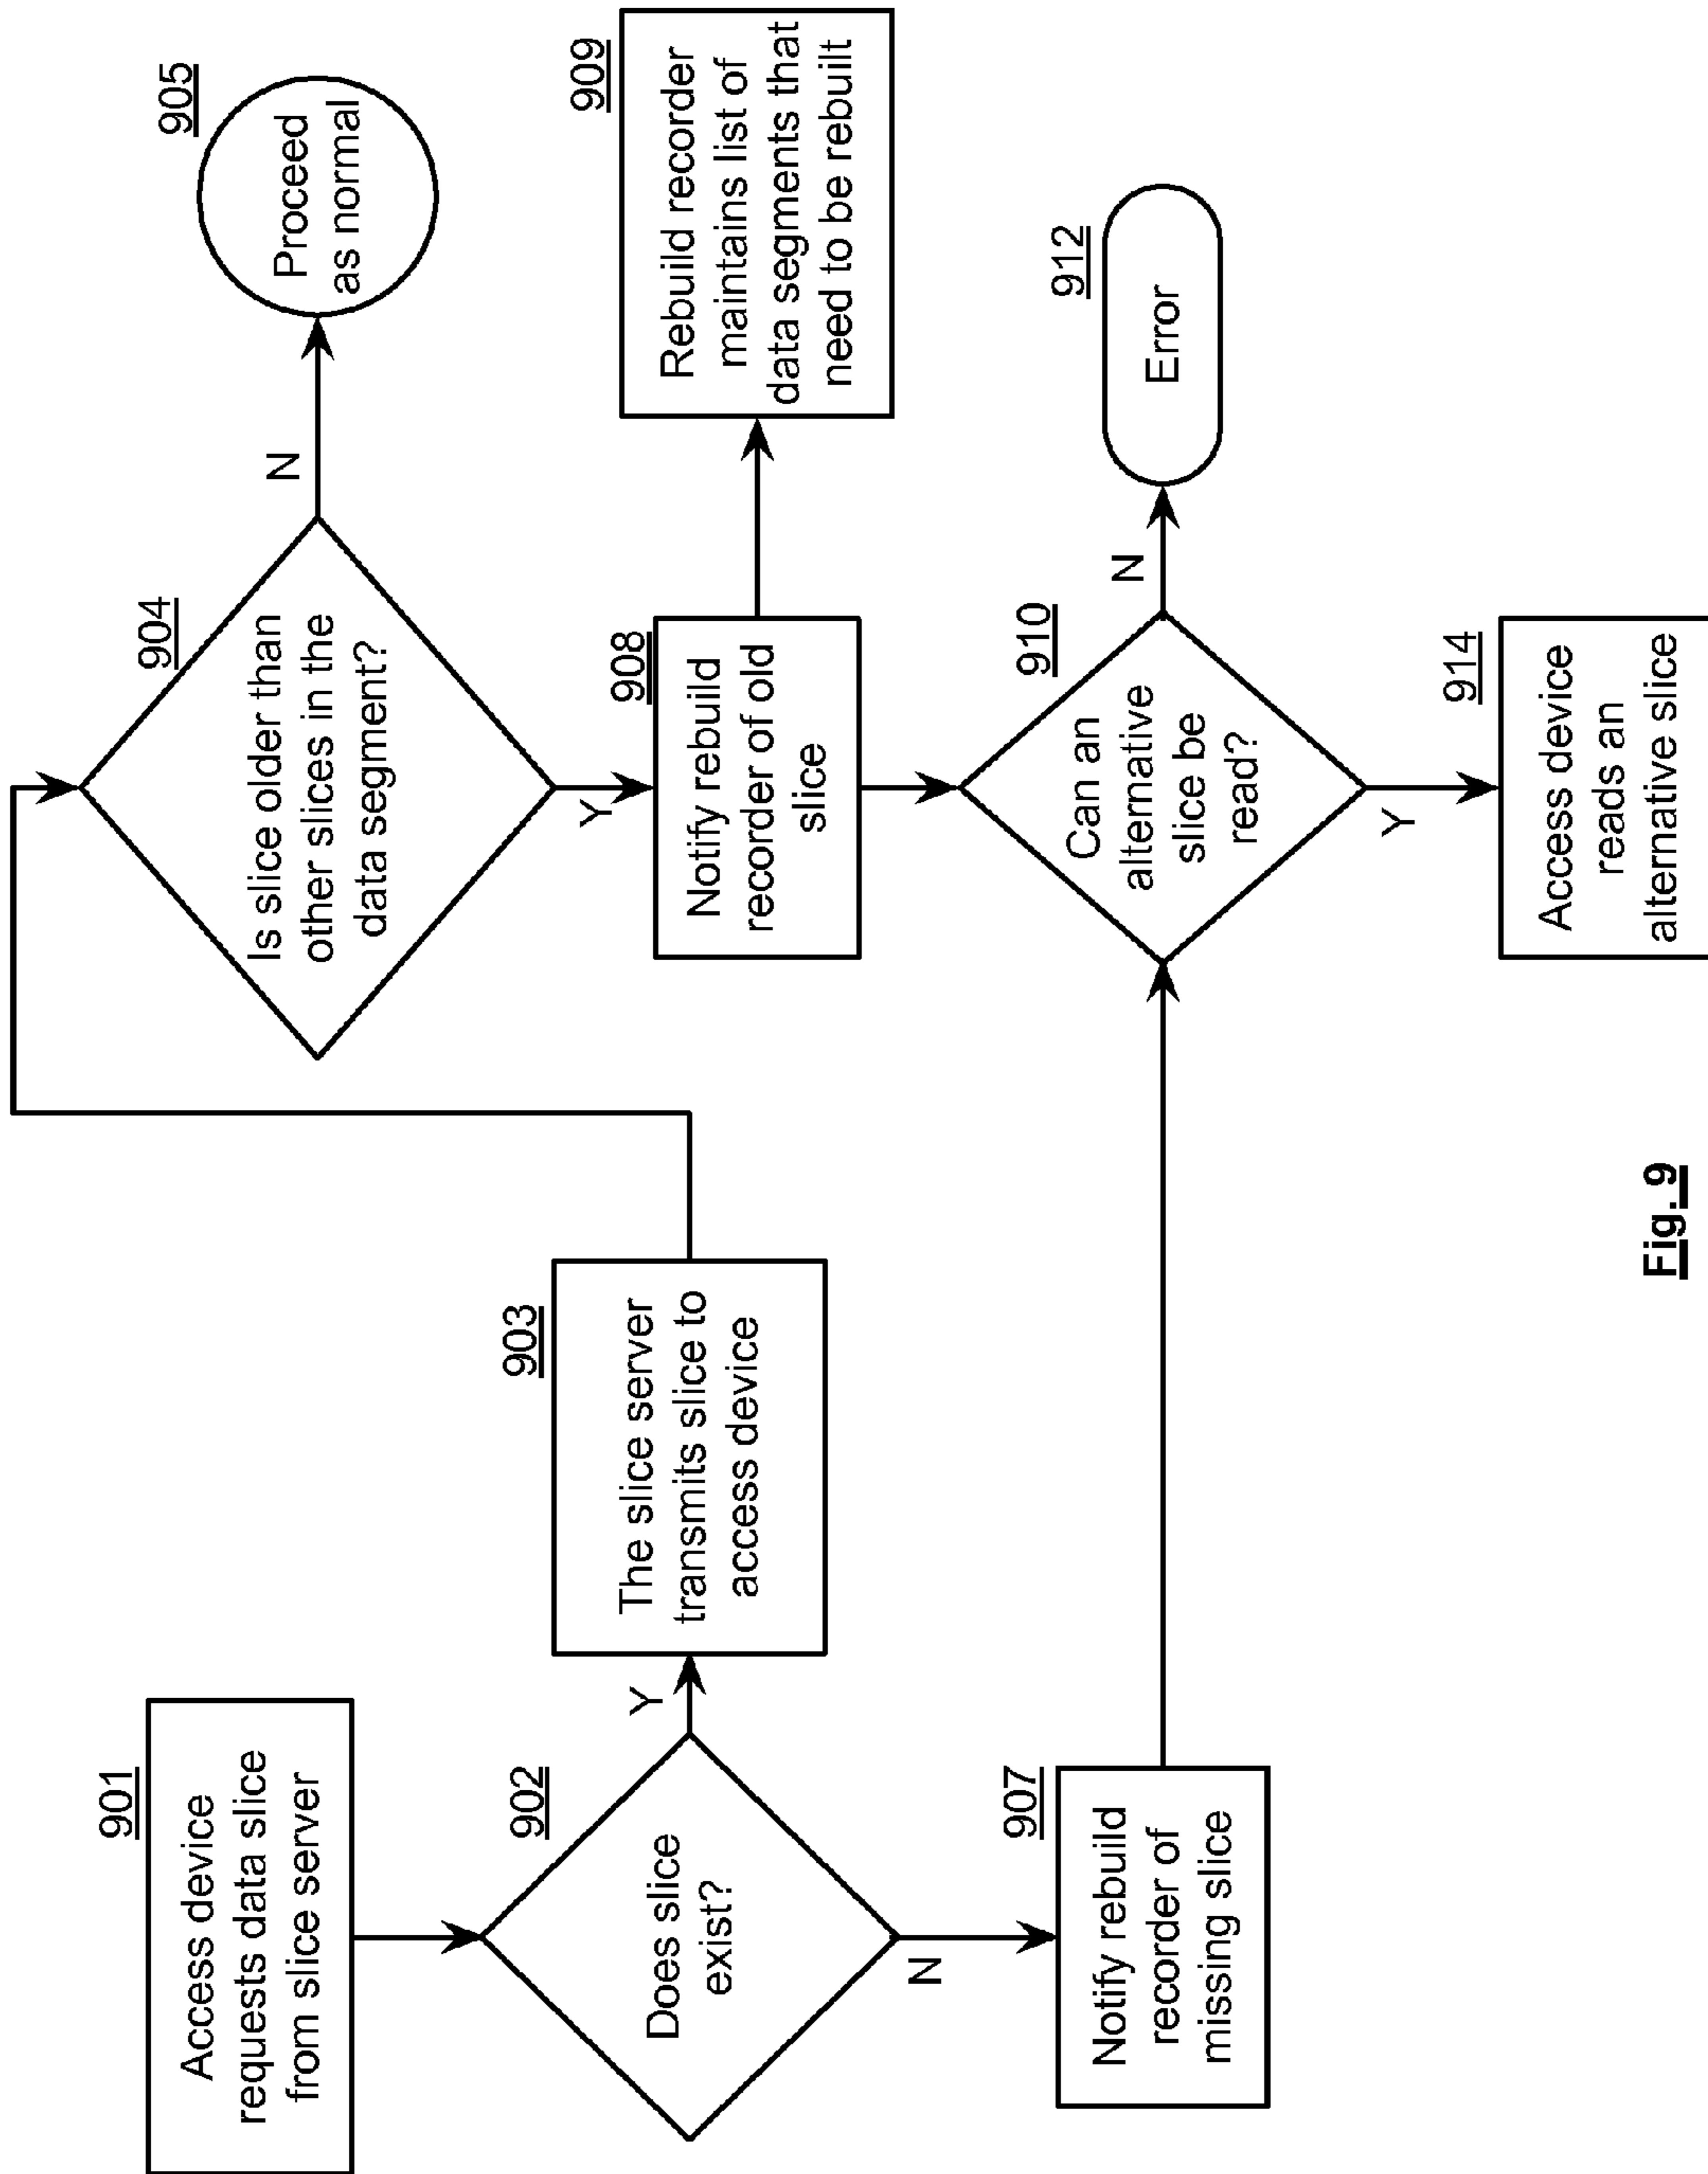 901
Access device
requests data slice
from slice server
902
Does slice
exist?
Y
N
903
The slice server
transmits slice to
access device
907
Notify rebuild
recorder of
missing slice
904
Is slice older than
other slices in the
data segment?
N
Y
905
Proceed
as normal
908
Notify rebuild
recorder of old
slice
909
Rebuild recorder
maintains list of
data segments that
need to be rebuilt
910
Can an
alternative
slice be
read?
N
Y
912
Error
914
Access device
reads an
alternative slice
Fig. 9